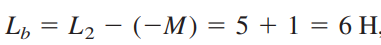 L_b = L_2 − (−M) = 5 + 1 = 6 H,